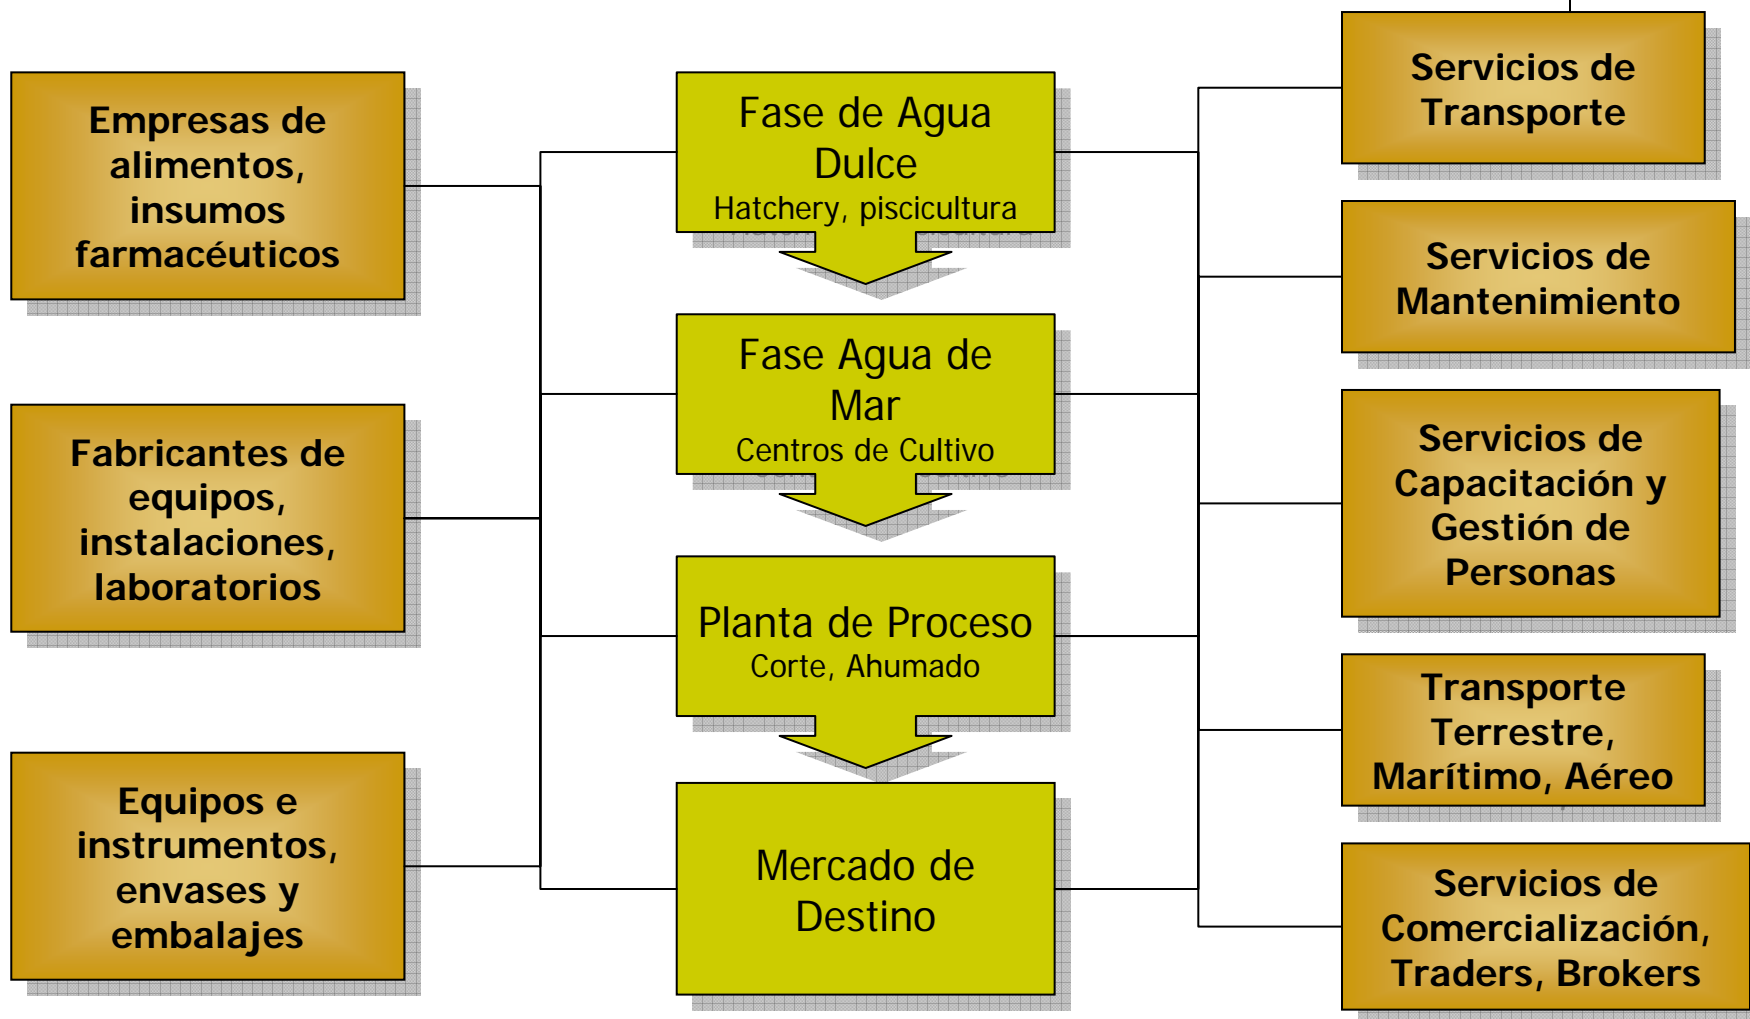 Empresas de
alimentos,
insumos
farmacéuticos
Fabricantes de
equipos,
instalaciones,
laboratorios
Equipos e
instrumentos,
envases y
embalajes
Fase de Agua
Dulce
Hatchery, piscicultura
Fase Agua de
Mar
Centros de Cultivo
Planta de Proceso
Corte, Ahumado
Mercado de
Destino
Servicios de
Transporte
Servicios de
Mantenimiento
Servicios de
Capacitación y
Gestión de
Personas
Transporte
Terrestre,
Marítimo, Aéreo
Servicios de
Comercialización,
Traders, Brokers